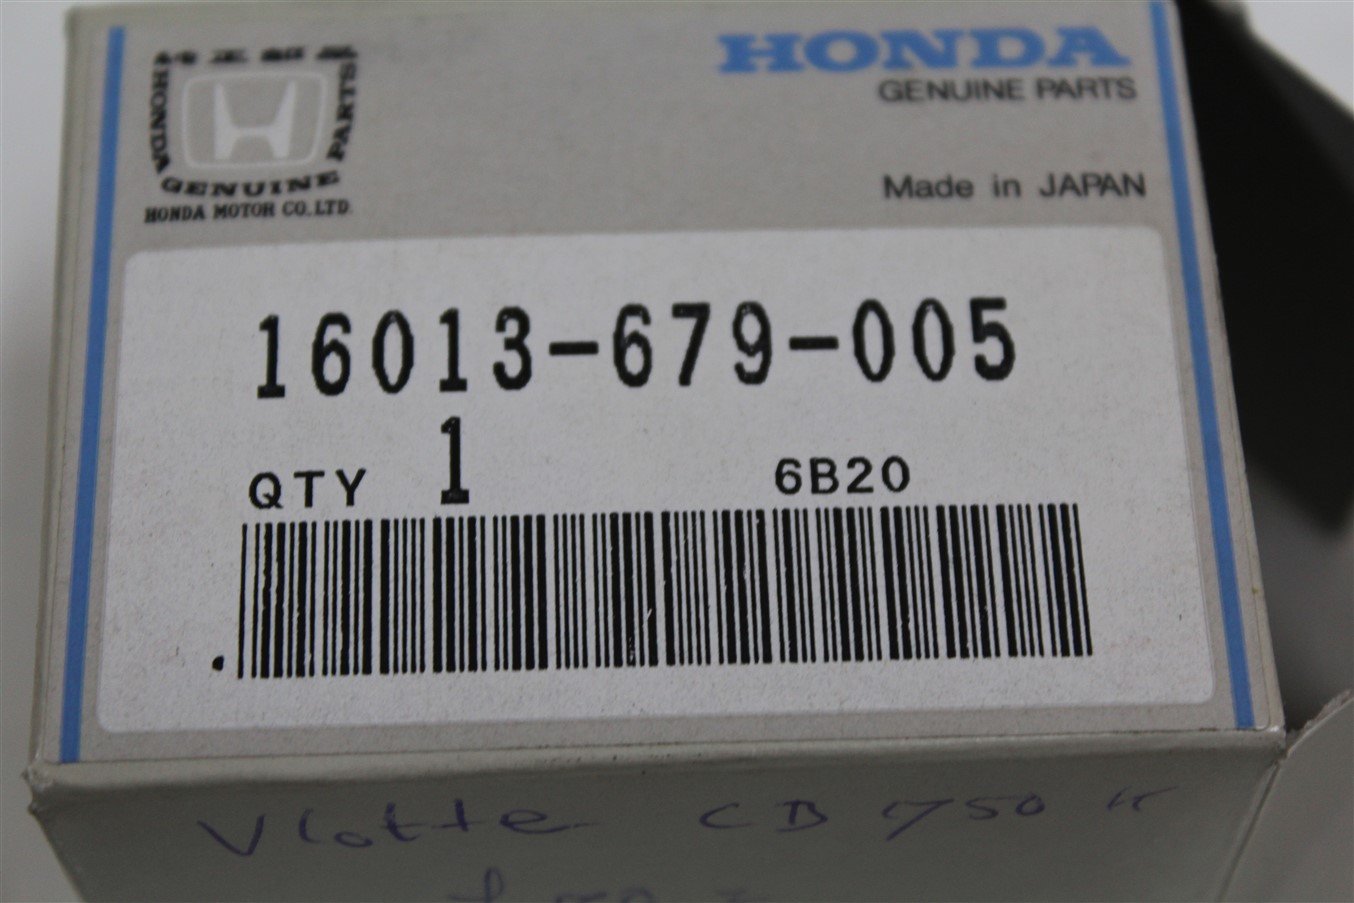 HONDA
GENUINE PARTS
HONDA GENUINE PARTS
HONDA MOTOR CO.,LTD.
Made in JAPAN
16013-679-005
QTY 1 6B20
Vlotte CB 750 K